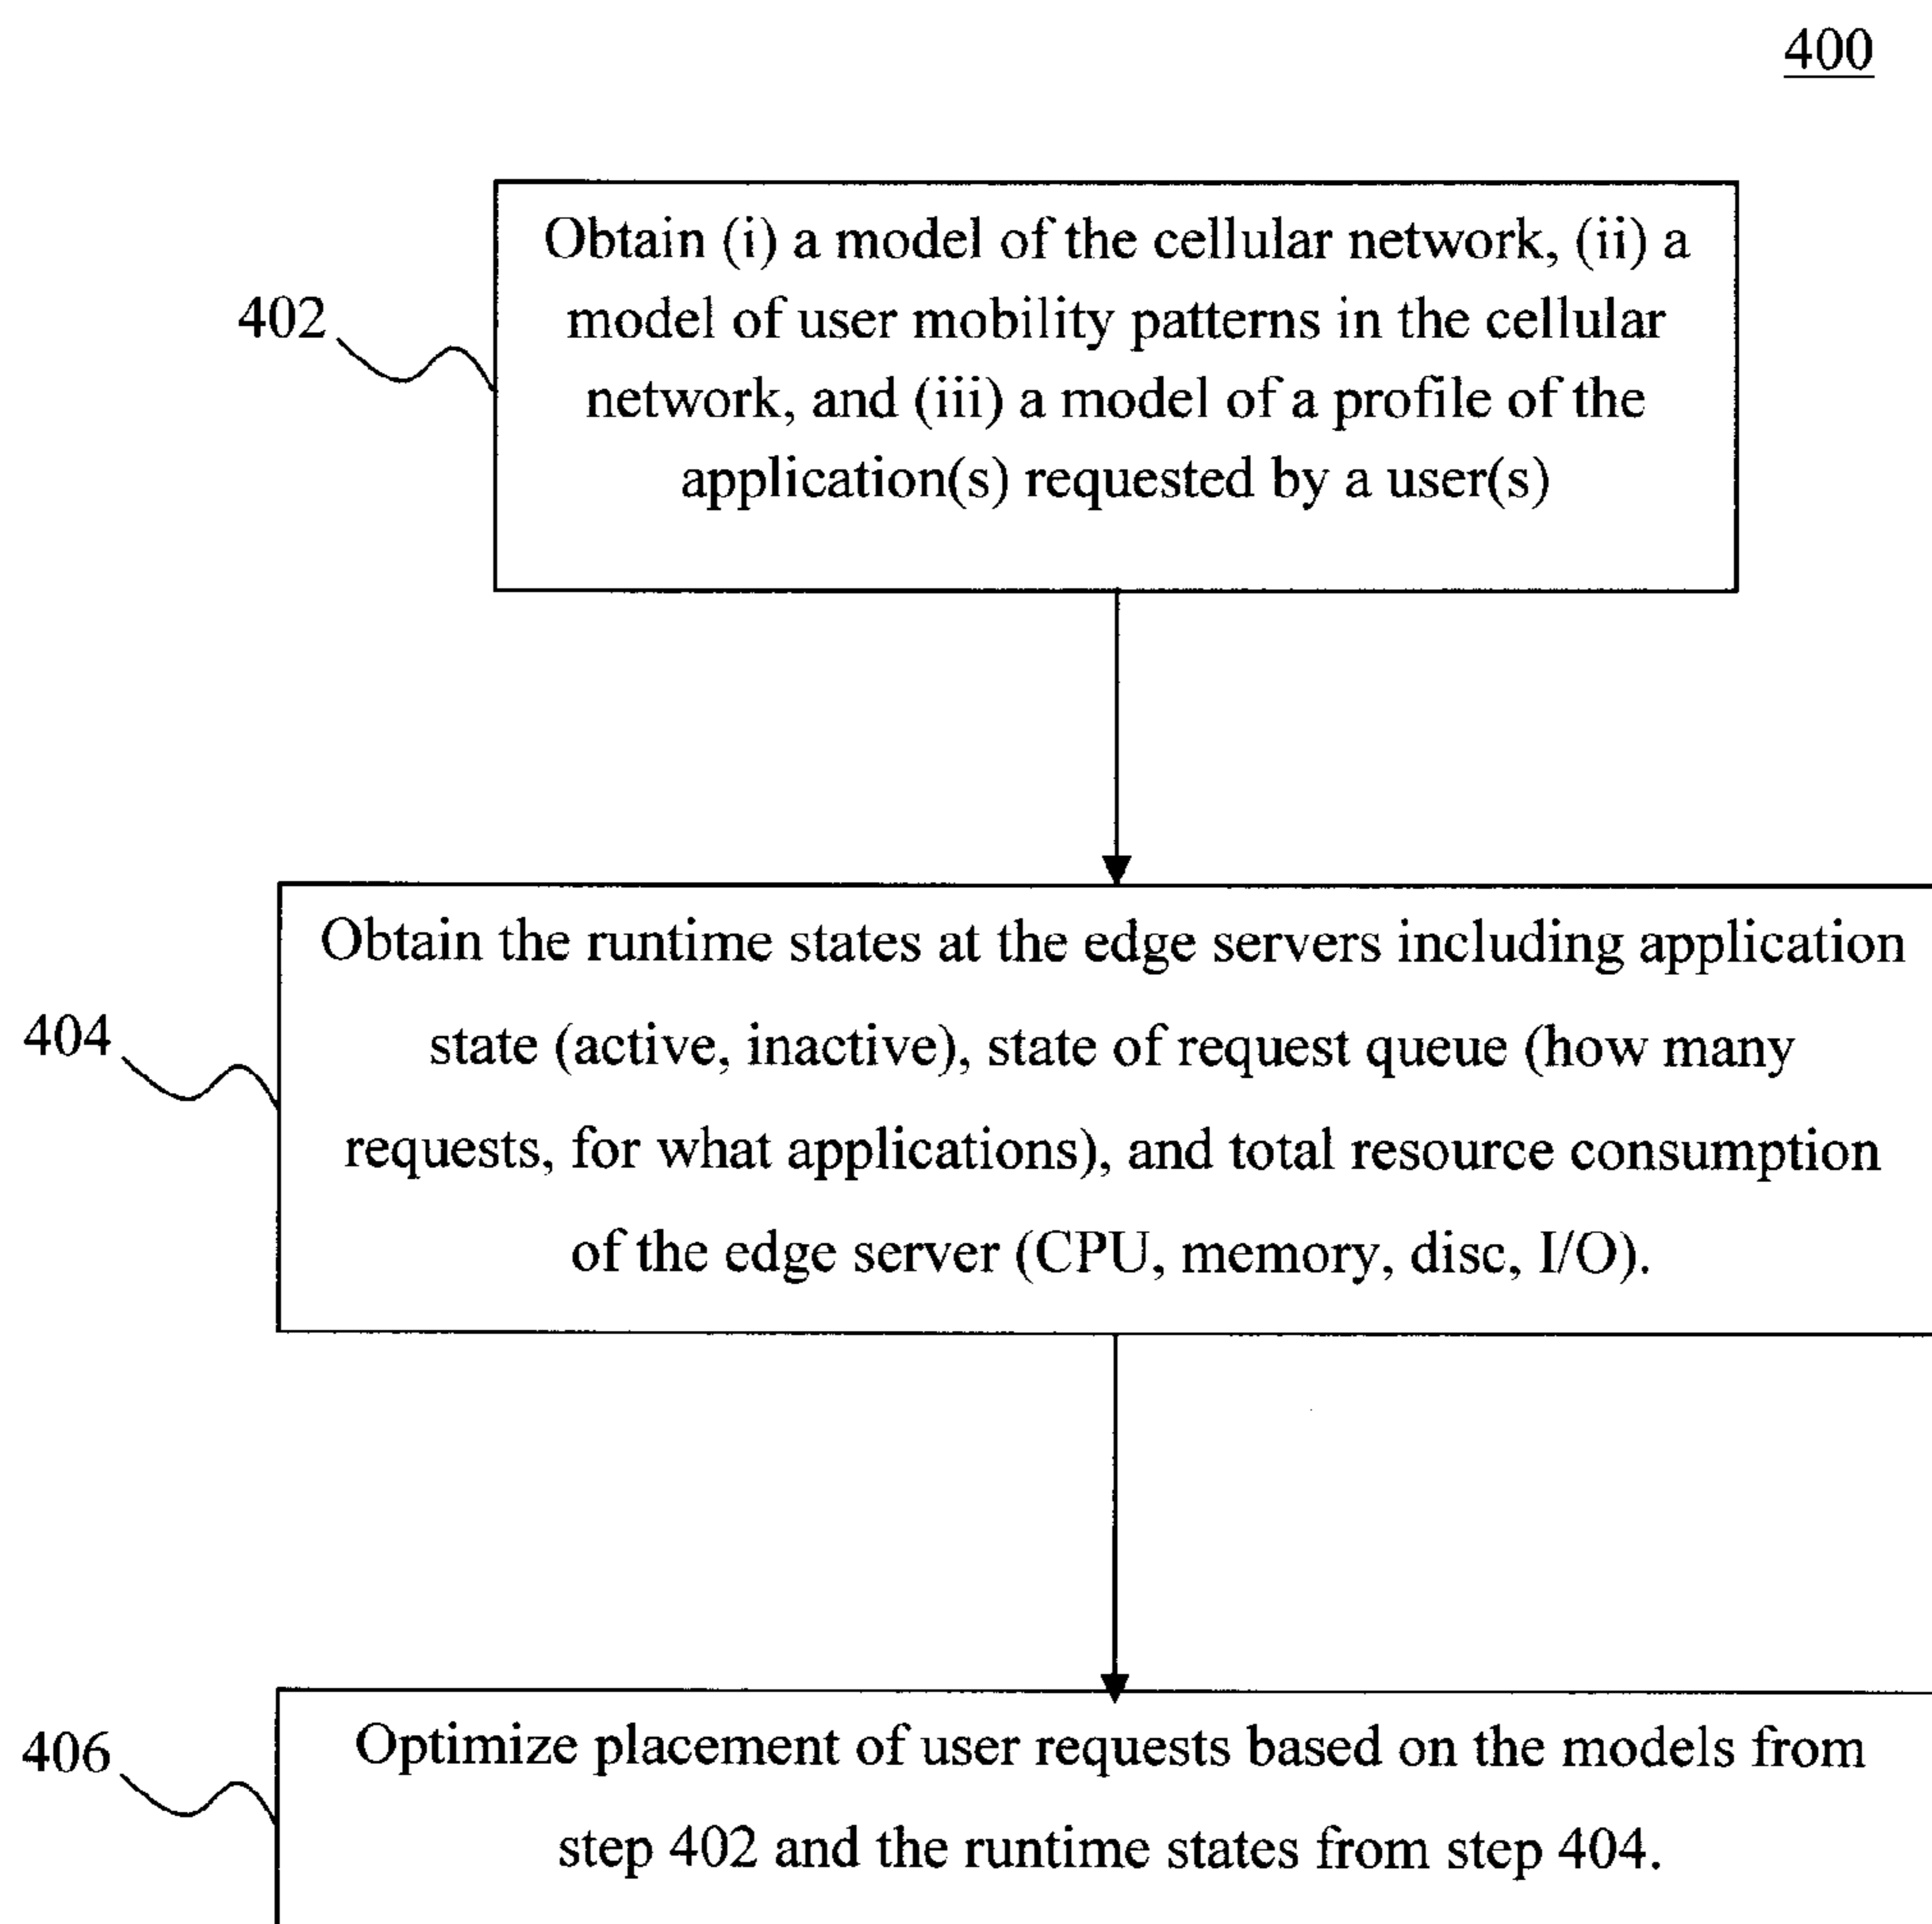 400
402
Obtain (i) a model of the cellular network, (ii) a
model of user mobility patterns in the cellular
network, and (iii) a model of a profile of the
application(s) requested by a user(s)
404
Obtain the runtime states at the edge servers including application
state (active, inactive), state of request queue (how many
requests, for what applications), and total resource consumption
of the edge server (CPU, memory, disc, I/O).
406
Optimize placement of user requests based on the models from
step 402 and the runtime states from step 404.